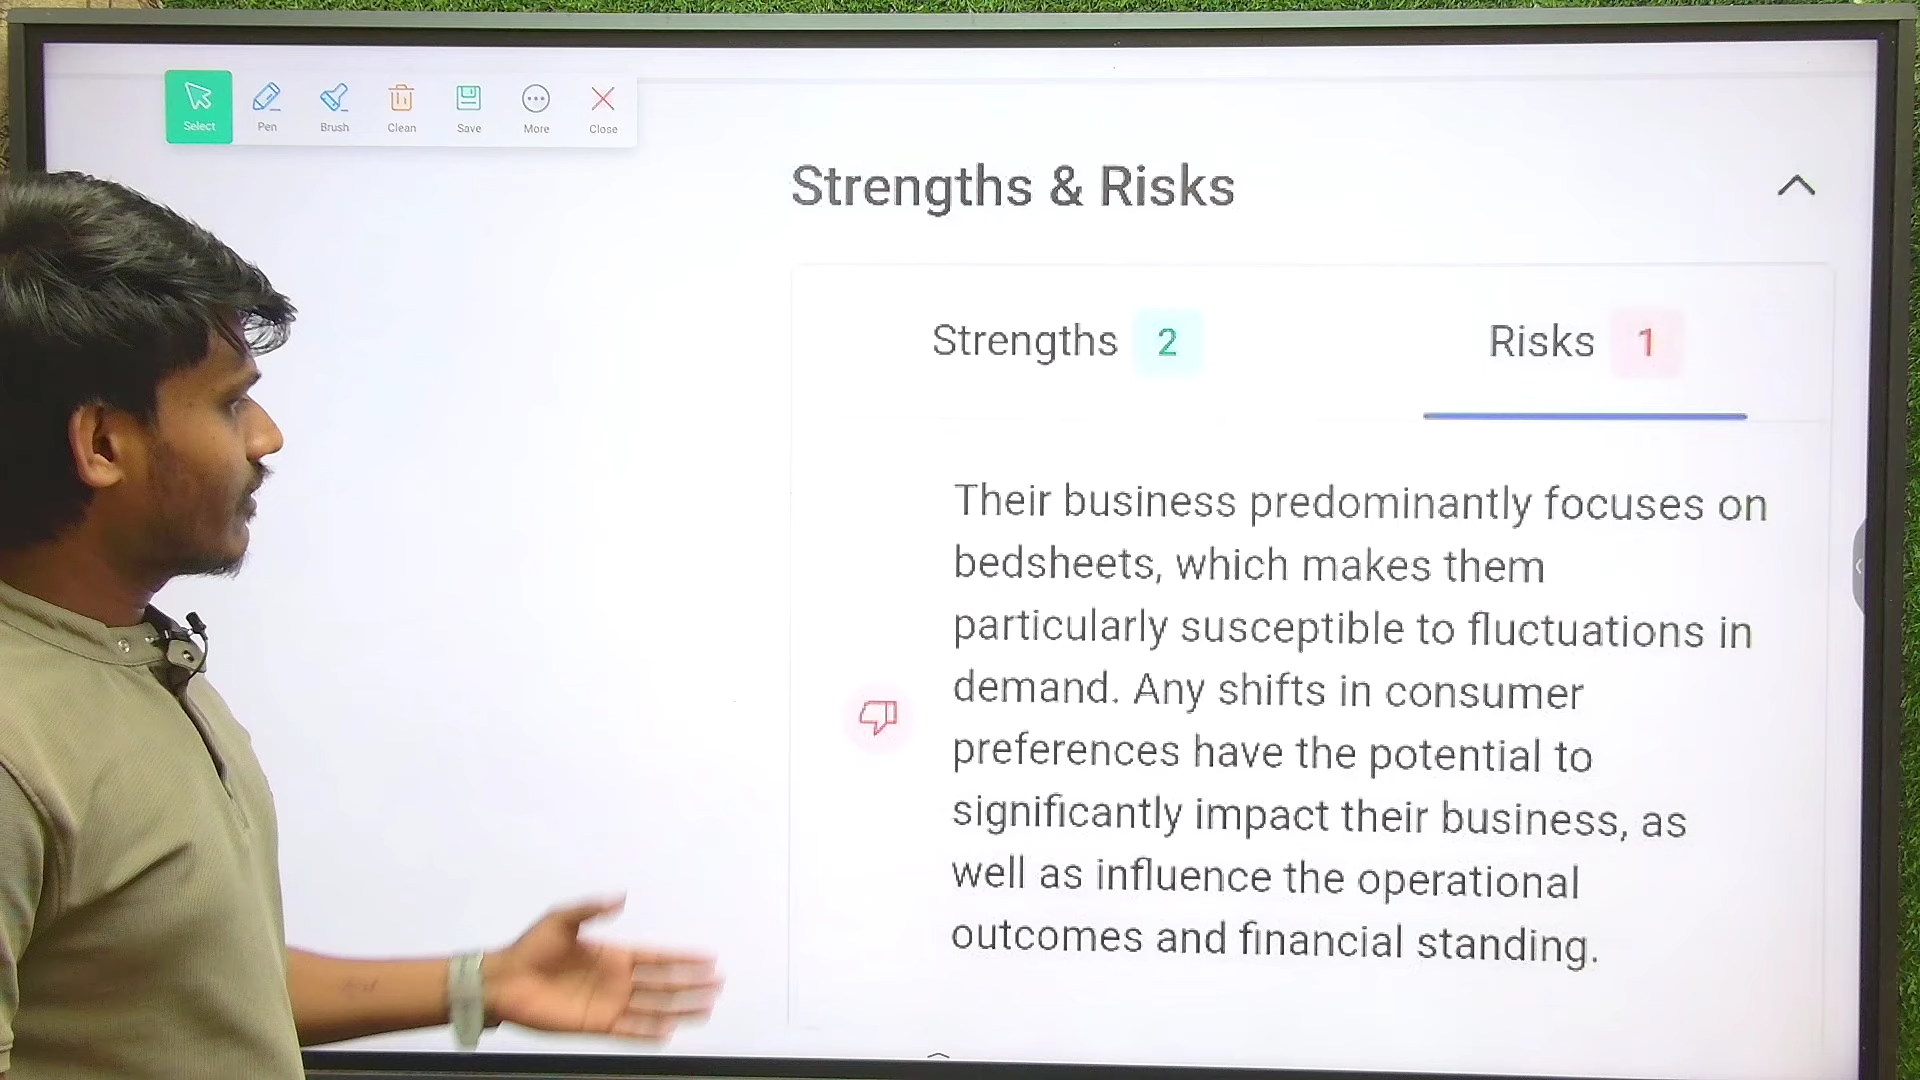 Select Pen Brush Clean Save More Close
Strengths & Risks
Strengths 2 Risks 1
Their business predominantly focuses on
bedsheets, which makes them
particularly susceptible to fluctuations in
demand. Any shifts in consumer
preferences have the potential to
significantly impact their business, as
well as influence the operational
outcomes and financial standing.